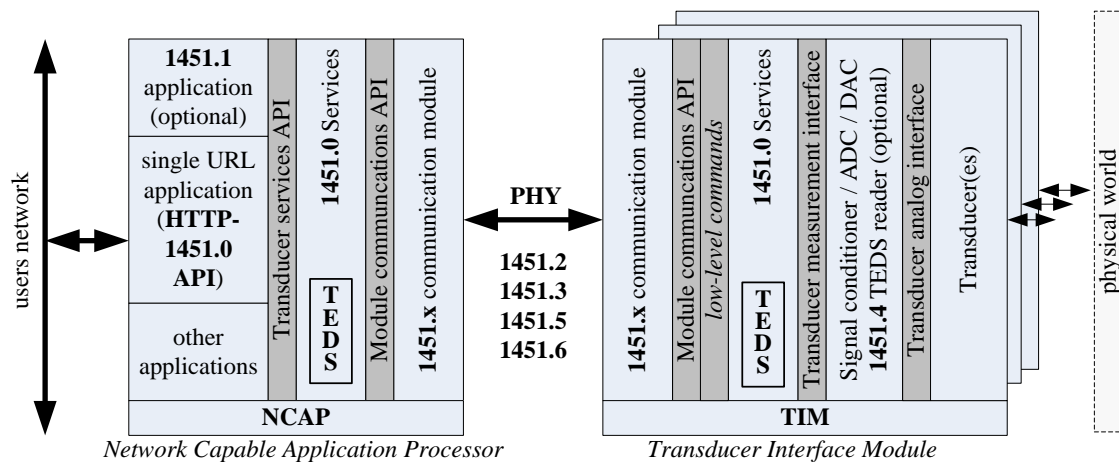 users network
1451.1
application
(optional)
single URL
application
(HTTP-
1451.0
API)
other
applications
Transducer services API
1451.0 Services
TEDS
Module communications API
1451.x communication module
NCAP
Network Capable Application Processor
PHY
1451.2
1451.3
1451.5
1451.6
1451.x communication module
Module communications API
low-level commands
1451.0 Services
TEDS
Transducer measurement interface
Signal conditioner / ADC / DAC
1451.4 TEDS reader (optional)
Transducer analog interface
Transducer(es)
TIM
Transducer Interface Module
physical world